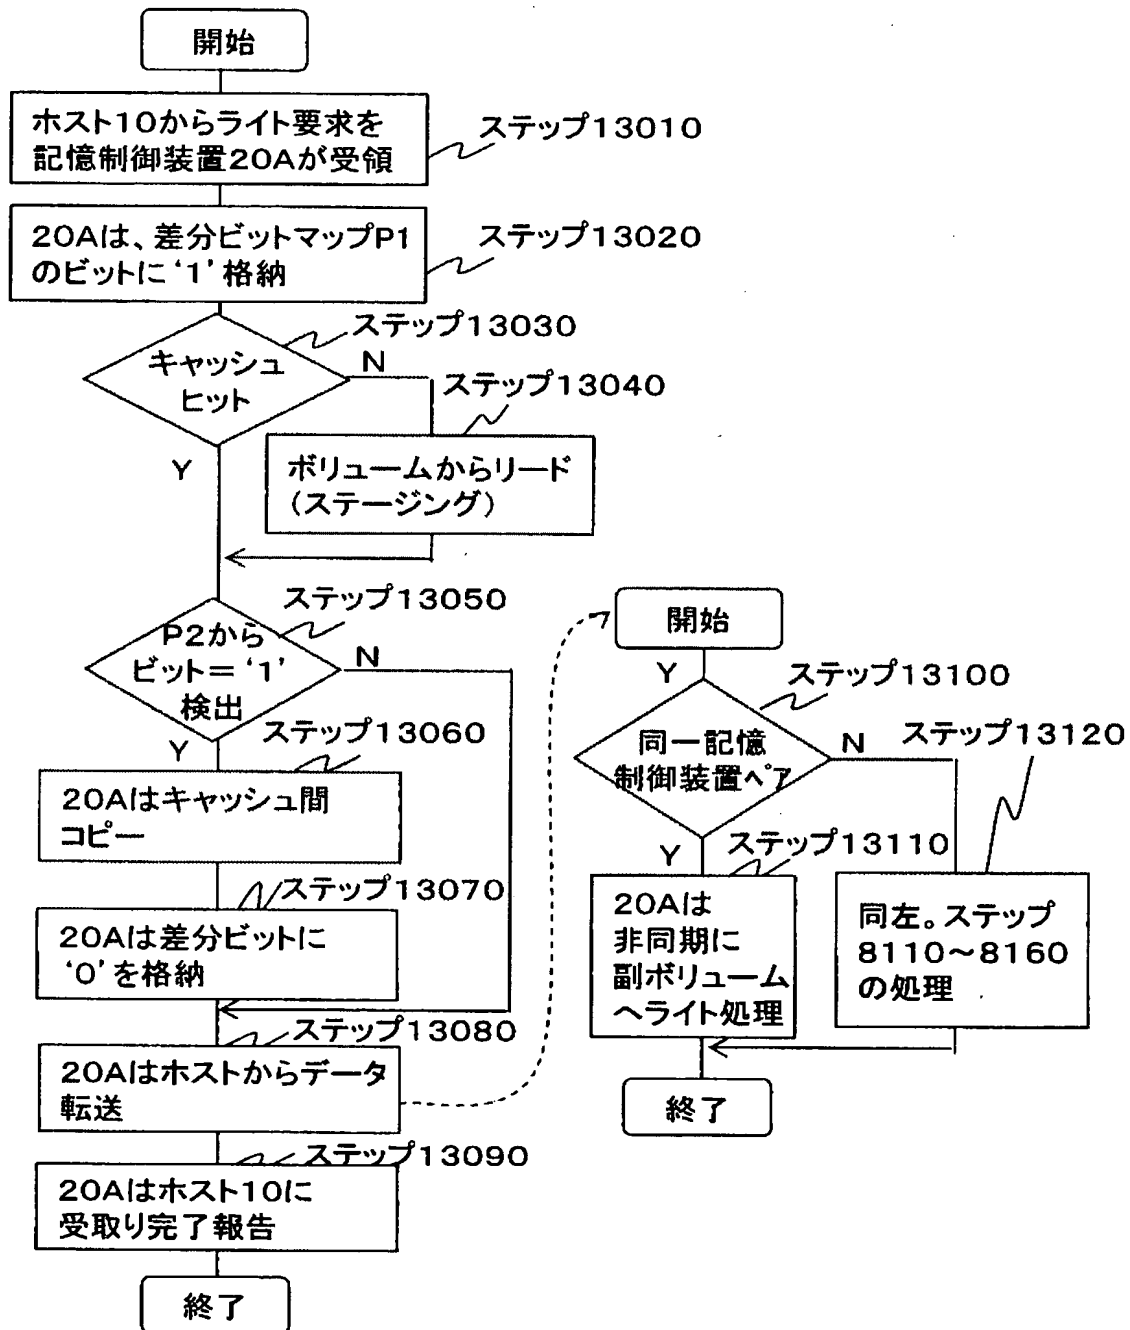 開始
ホスト10からライト要求を
記憶制御装置20Aが受領
ステップ13010
20Aは、差分ビットマップP1
のビットに‘1’格納
ステップ13020
ステップ13030
キャッシュ
ヒット
N
Y
ステップ13040
ボリュームからリード
(ステージング)
ステップ13050
P2から
ビット=‘1’
検出
N
Y
ステップ13060
20Aはキャッシュ間
コピー
ステップ13070
20Aは差分ビットに
‘0’を格納
ステップ13080
20Aはホストからデータ
転送
ステップ13090
20Aはホスト10に
受取り完了報告
終了
開始
Y
ステップ13100
同一記憶
制御装置ペア
N
Y
ステップ13110
20Aは
非同期に
副ボリューム
へライト処理
ステップ13120
同左。ステップ
8110~8160
の処理
終了